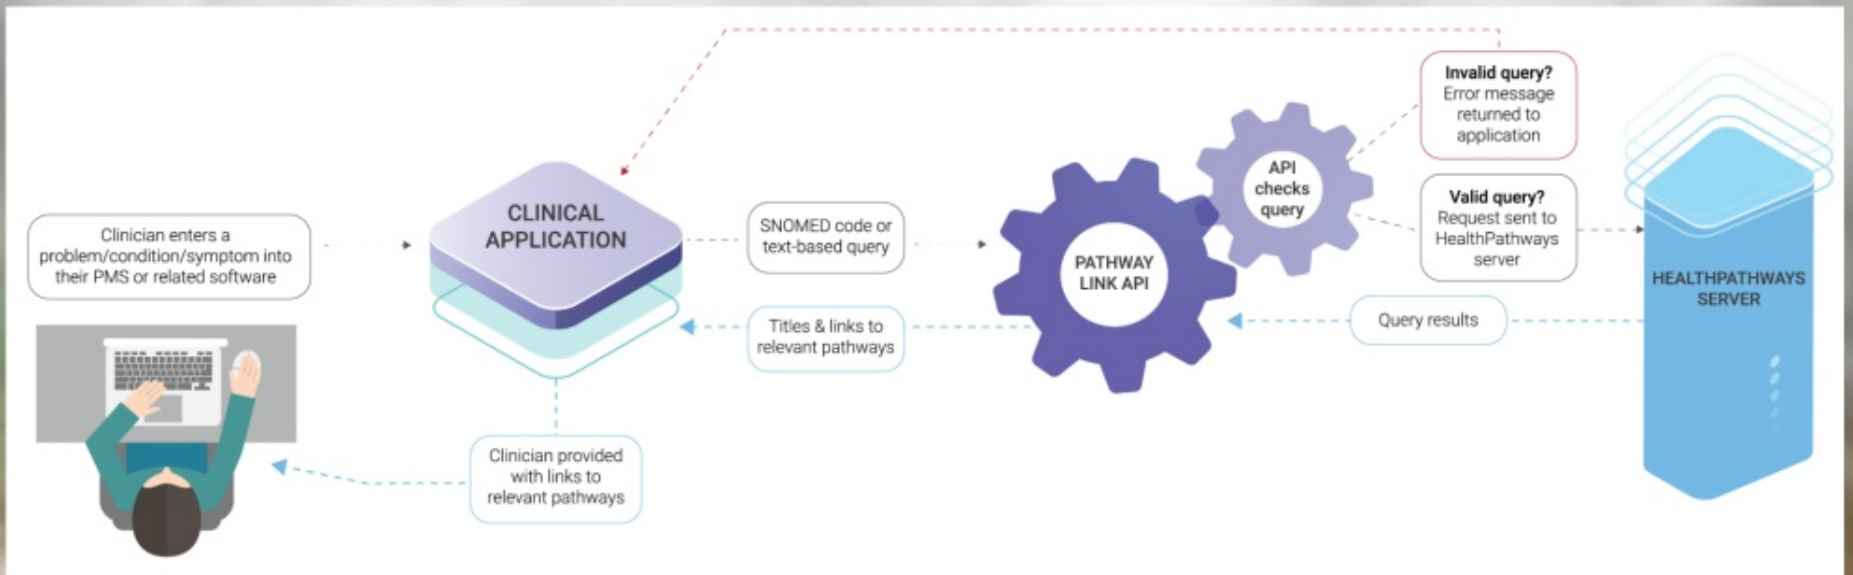 Clinician enters a
problem/condition/symptom into
their PMS or related software
CLINICAL
APPLICATION
SNOMED code or
text-based query
PATHWAY
LINK API
API
checks
query
Invalid query?
Error message
returned to
application
Valid query?
Request sent to
HealthPathways
server
HEALTHPATHWAYS
SERVER
Query results
Titles & links to
relevant pathways
Clinician provided
with links to
relevant pathways